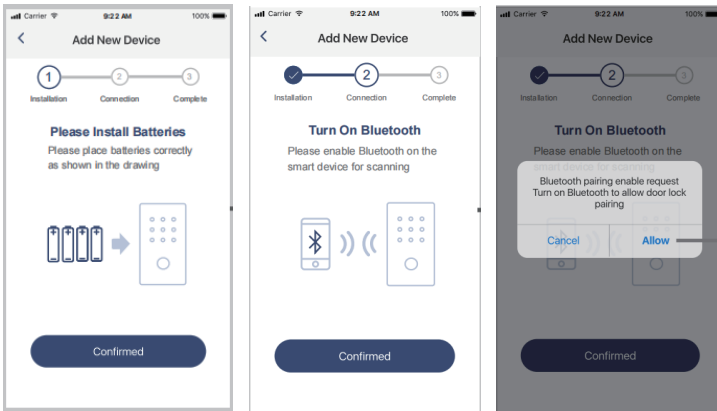 Carrier 9:22 AM 100%
Add New Device
1 2 3
Installation Connection Complete
Please Install Batteries
Please place batteries correctly
as shown in the drawing
Confirmed
Carrier 9:22 AM 100%
Add New Device
2 3
Installation Connection Complete
Turn On Bluetooth
Please enable Bluetooth on the
smart device for scanning
Confirmed
Carrier 9:22 AM 100%
Add New Device
2 3
Installation Connection Complete
Turn On Bluetooth
Please enable Bluetooth on the
smart device for scanning
Bluetooth pairing enable request
Turn on Bluetooth to allow door lock
pairing
Cancel Allow
Confirmed